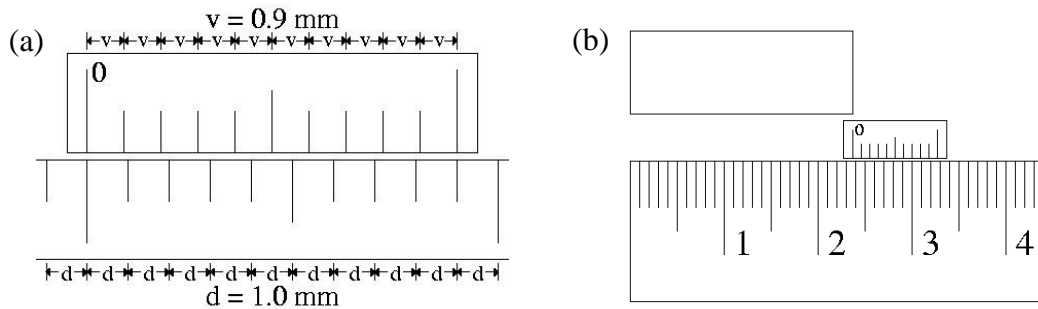 (a)
v = 0.9 mm
v v v v v v v v v v
0
d d d d d d d d d d d
d = 1.0 mm
(b)
0
1 2 3 4